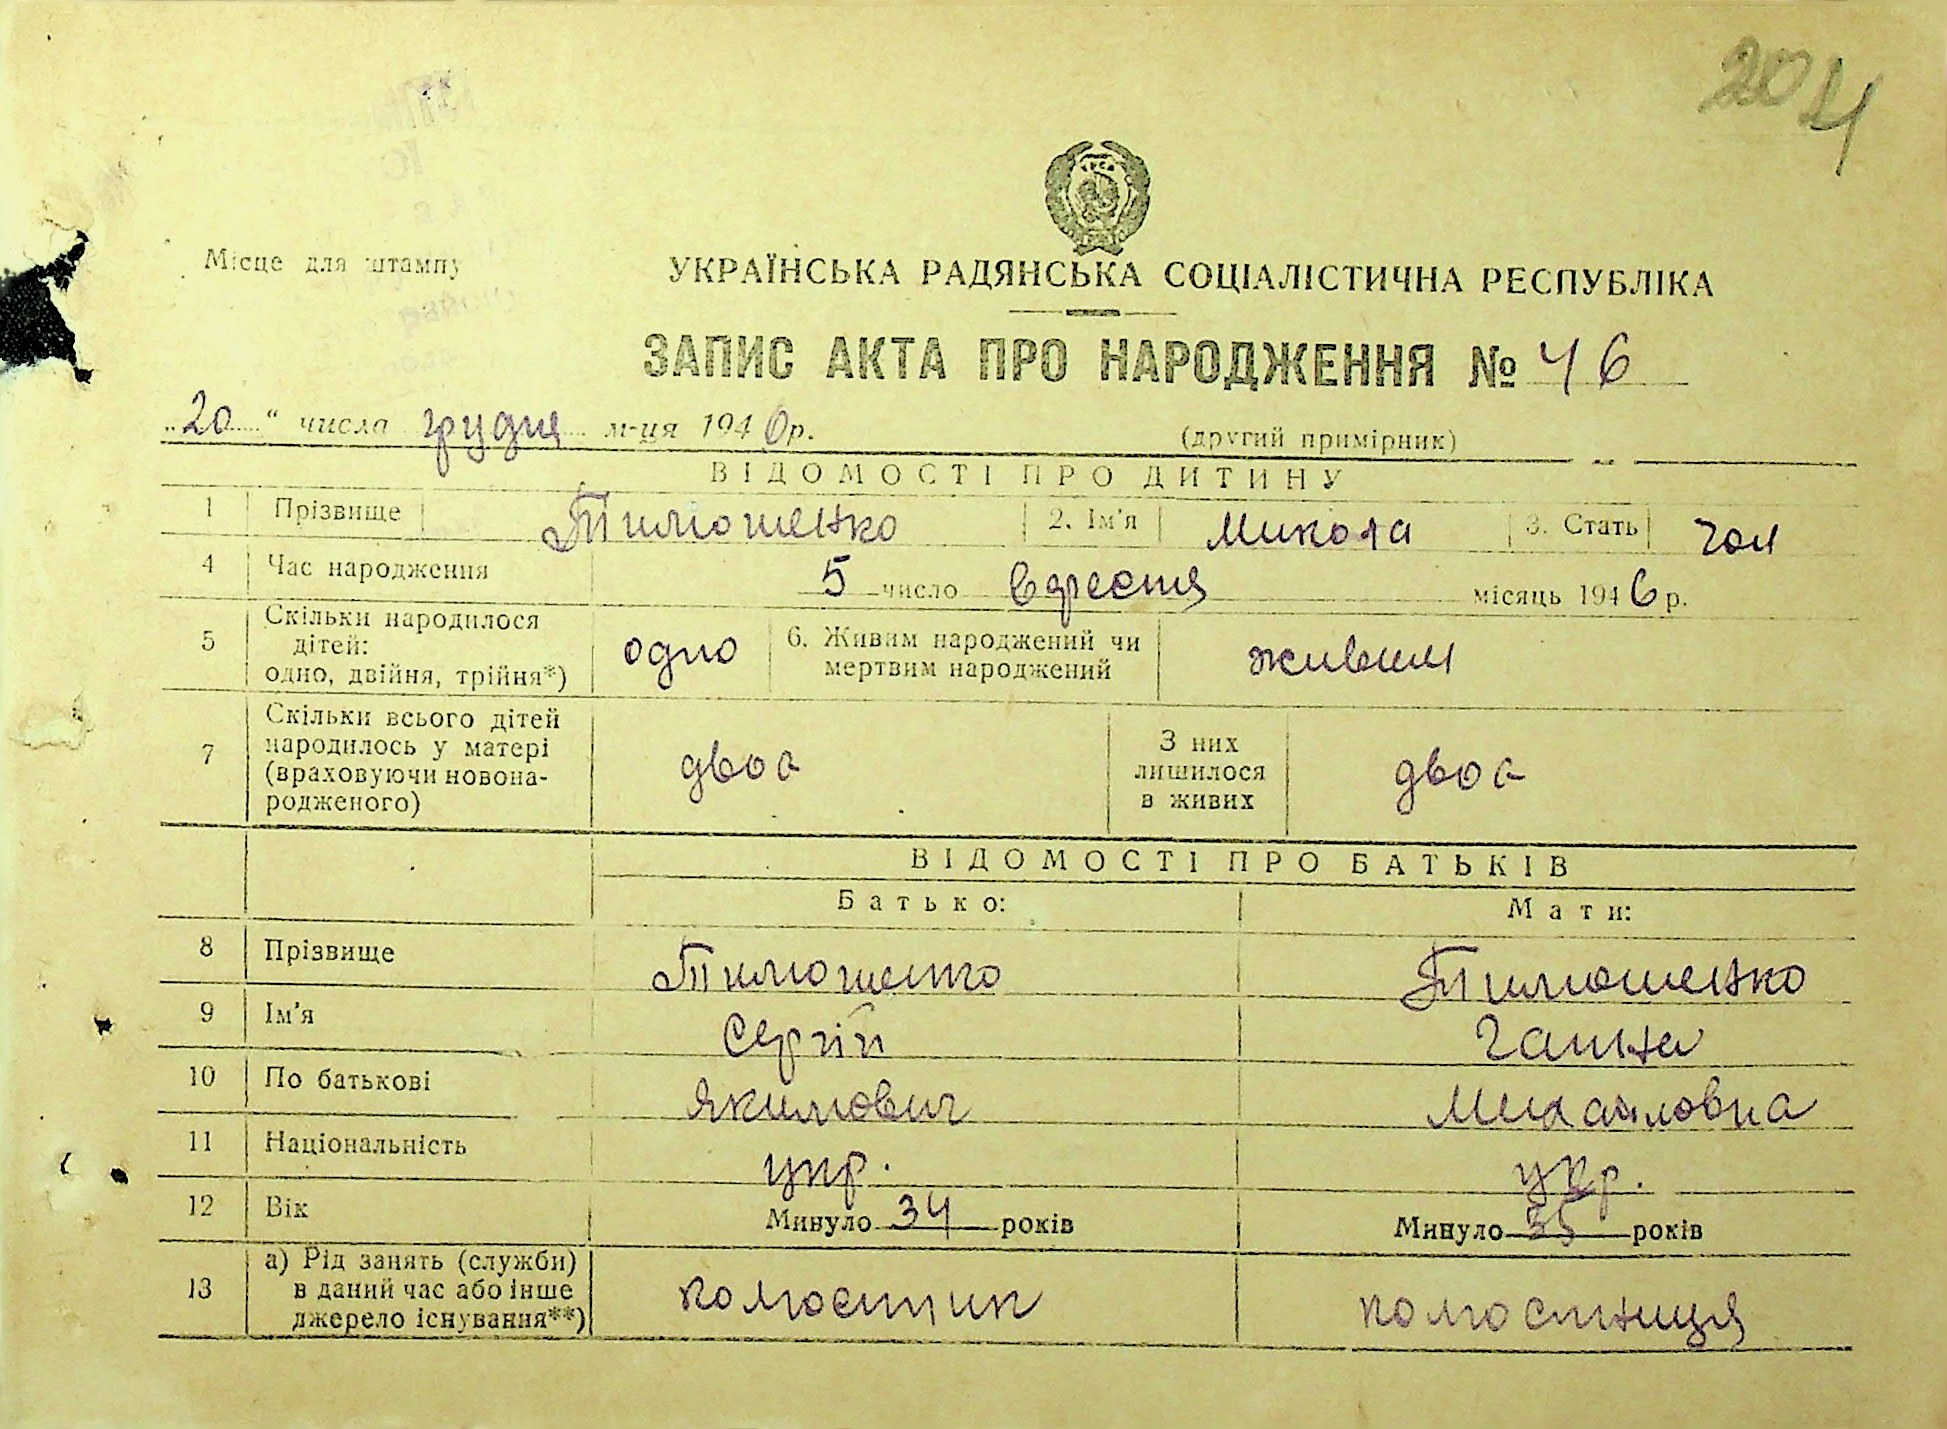 204
Місце для штампу
УКРАЇНСЬКА РАДЯНСЬКА СОЦІАЛІСТИЧНА РЕСПУБЛІКА
ЗАПИС АКТА ПРО НАРОДЖЕННЯ № 46
„20“ числа грудня м-ця 1946р.
(другий примірник)
ВІДОМОСТІ ПРО ДИТИНУ
1 Прізвище Тимошенко 2. Ім'я Микола 3. Стать чол
4 Час народження 5 число вересня місяць 1946 р.
5 Скільки народилося дітей: одно, двійня, трійня*) одно 6. Живим народжений чи мертвим народжений живим
7 Скільки всього дітей народилось у матері (враховуючи новонародженого) двоє З них лишилося в живих двоє
ВІДОМОСТІ ПРО БАТЬКІВ
Батько: Мати:
8 Прізвище Тимошенко Тимошенко
9 Ім'я Сергій Ганна
10 По батькові Якимович Михайловна
11 Національність укр. укр.
12 Вік Минуло 34 років Минуло 35 років
13 а) Рід занять (служби) в даний час або інше джерело існування**) колгоспник колгоспниця